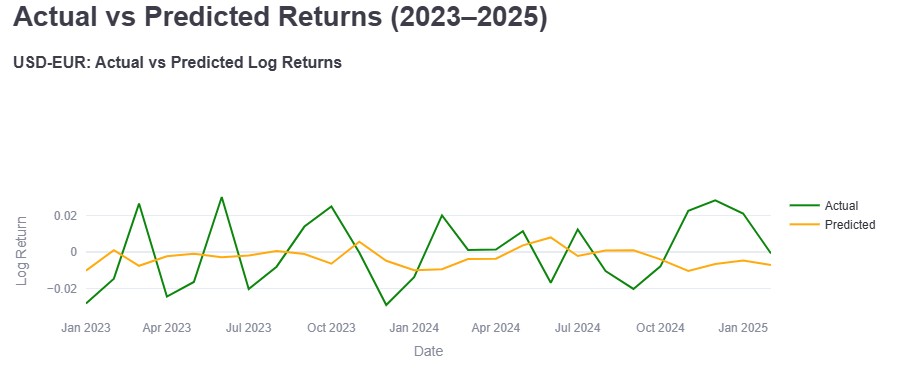 Actual vs Predicted Returns (2023–2025)
USD-EUR: Actual vs Predicted Log Returns
Log Return
0.02
0
−0.02
Jan 2023 Apr 2023 Jul 2023 Oct 2023 Jan 2024 Apr 2024 Jul 2024 Oct 2024 Jan 2025
Date
Actual
Predicted